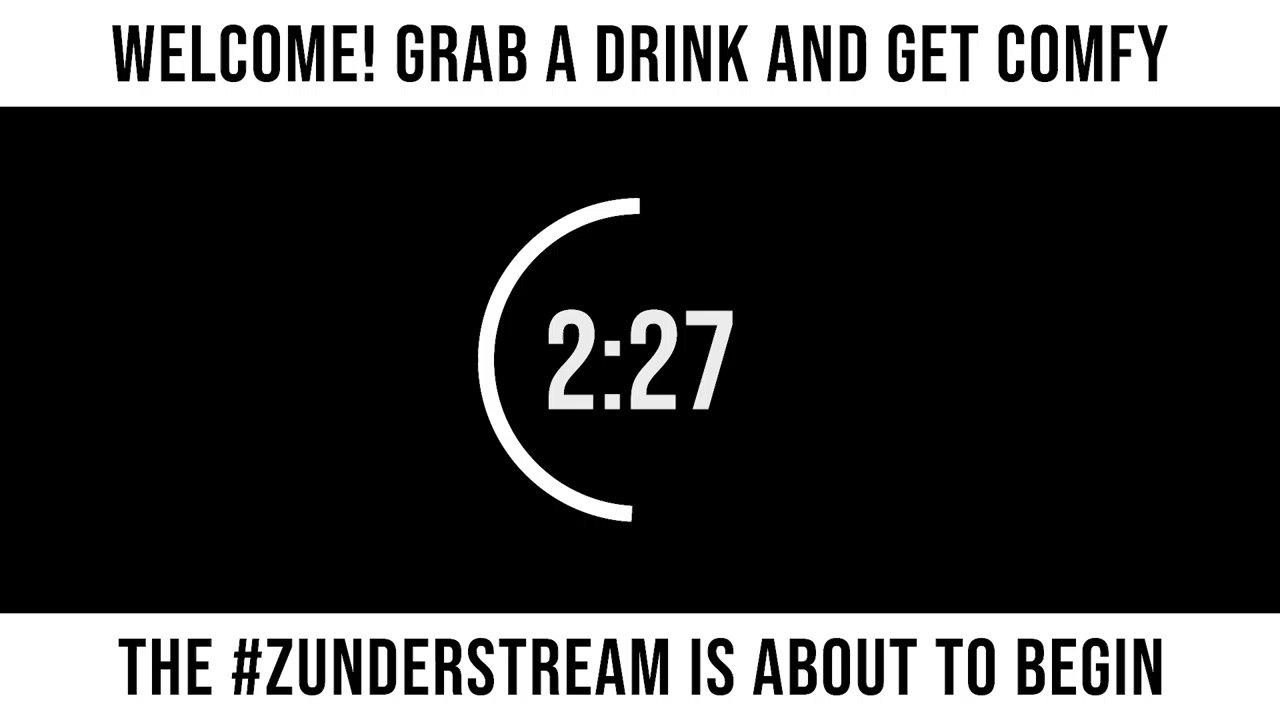 WELCOME! GRAB A DRINK AND GET COMFY
2:27
THE #ZUNDERSTREAM IS ABOUT TO BEGIN